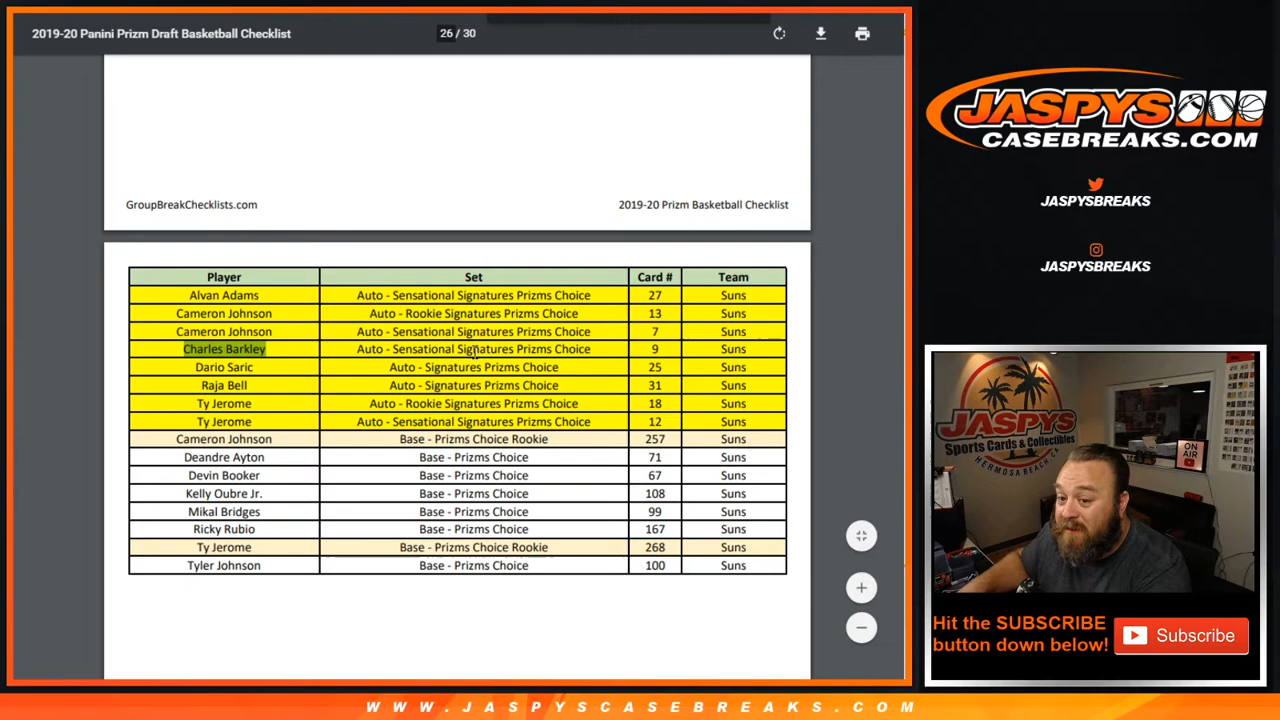 2019-20 Panini Prizm Draft Basketball Checklist
26 / 30
GroupBreakChecklists.com
2019-20 Prizm Basketball Checklist
Player Set Card # Team
Alvan Adams Auto - Sensational Signatures Prizms Choice 27 Suns
Cameron Johnson Auto - Rookie Signatures Prizms Choice 13 Suns
Cameron Johnson Auto - Sensational Signatures Prizms Choice 7 Suns
Charles Barkley Auto - Sensational Signatures Prizms Choice 9 Suns
Dario Saric Auto - Signatures Prizms Choice 25 Suns
Raja Bell Auto - Signatures Prizms Choice 31 Suns
Ty Jerome Auto - Rookie Signatures Prizms Choice 18 Suns
Ty Jerome Auto - Sensational Signatures Prizms Choice 12 Suns
Cameron Johnson Base - Prizms Choice Rookie 257 Suns
Deandre Ayton Base - Prizms Choice 71 Suns
Devin Booker Base - Prizms Choice 67 Suns
Kelly Oubre Jr. Base - Prizms Choice 108 Suns
Mikal Bridges Base - Prizms Choice 99 Suns
Ricky Rubio Base - Prizms Choice 167 Suns
Ty Jerome Base - Prizms Choice Rookie 268 Suns
Tyler Johnson Base - Prizms Choice 100 Suns
JASPYS
CASEBREAKS.COM
JASPYSBREAKS
JASPYSBREAKS
JASPYS
Sports Cards & Collectibles
HERMOSA BEACH, C
ON
AIR
Hit the SUBSCRIBE
button down below!
Subscribe
WWW.JASPYSCASEBREAKS.COM